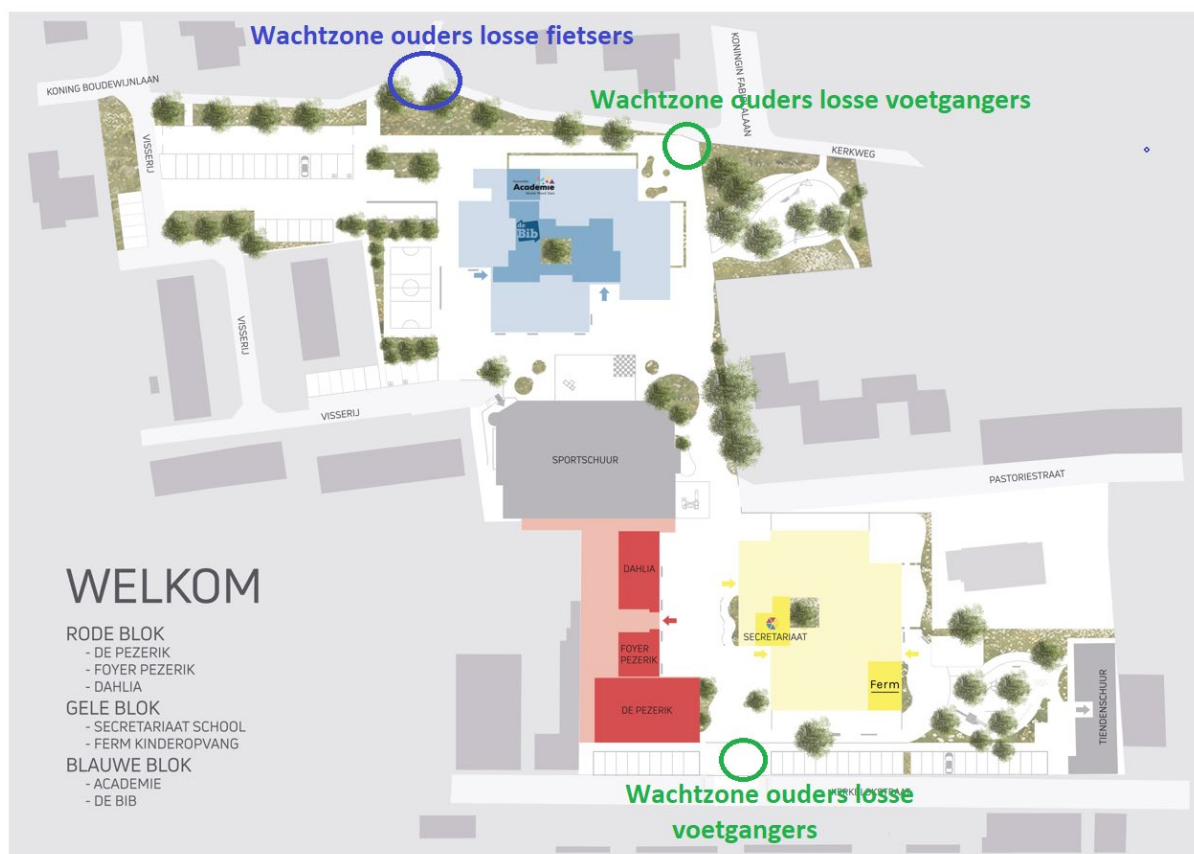 Wachtzone ouders losse fietsers
KONING BOUDEWIJNLAAN
Wachtzone ouders losse voetgangers
KERKWEG
VISSERIJ
Academie
de
Bib
VISSERIJ
VISSERIJ
SPORTSCHUUR
PASTORIESTRAAT
WELKOM
RODE BLOK
- DE PEZERIK
- FOYER PEZERIK
- DAHLIA
GELE BLOK
- SECRETARIAAT SCHOOL
- FERM KINDEROPVANG
BLAUWE BLOK
- ACADEMIE
- DE BIB
DAHLIA
FOYER
PEZERIK
DE PEZERIK
SECRETARIAAT
Ferm
TIENDENSCHUUR
Wachtzone ouders losse
voetgangers